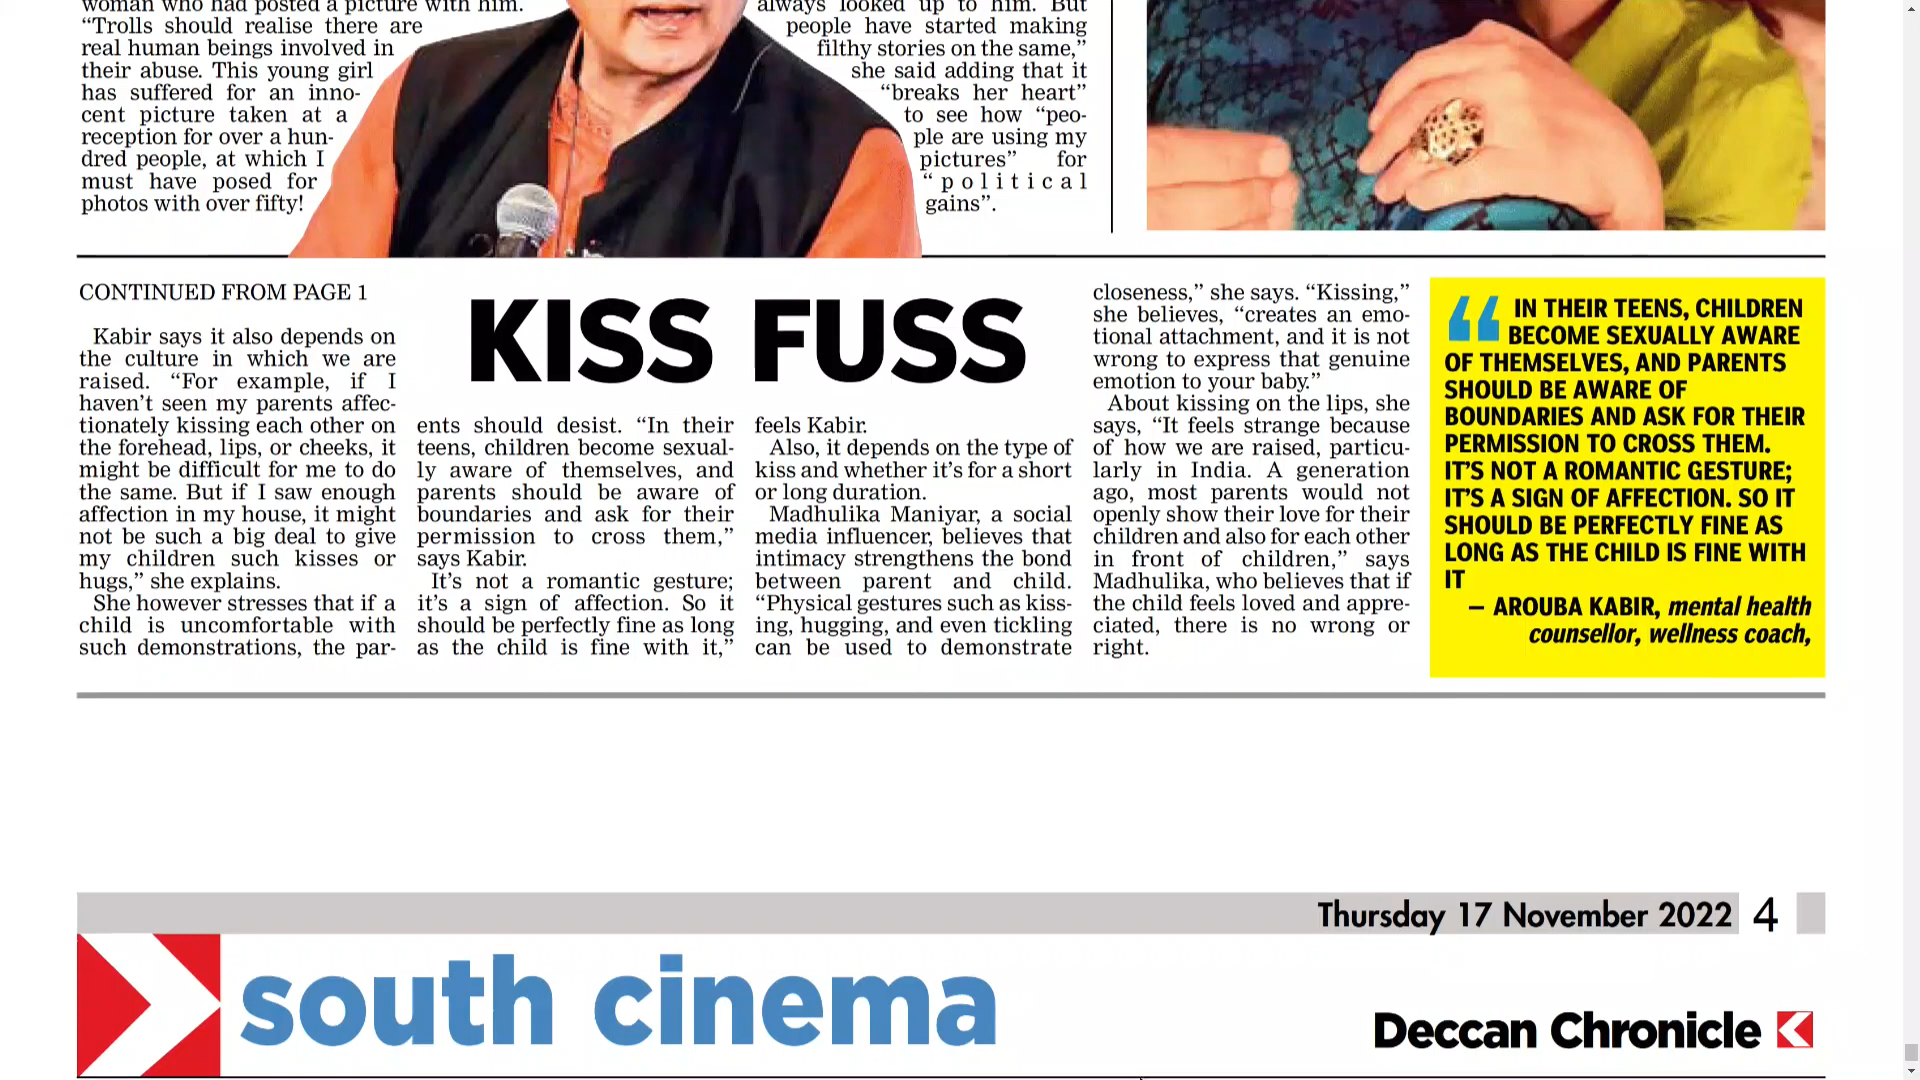 woman who had posted a picture with him.
“Trolls should realise there are
real human beings involved in
their abuse. This young girl
has suffered for an inno-
cent picture taken at a
reception for over a hun-
dred people, at which I
must have posed for
photos with over fifty!
always looked up to him. But
people have started making
filthy stories on the same,”
she said adding that it
“breaks her heart”
to see how “peo-
ple are using my
pictures” for
“political
gains”.
CONTINUED FROM PAGE 1
KISS FUSS
Kabir says it also depends on
the culture in which we are
raised. “For example, if I
haven’t seen my parents affec-
tionately kissing each other on
the forehead, lips, or cheeks, it
might be difficult for me to do
the same. But if I saw enough
affection in my house, it might
not be such a big deal to give
my children such kisses or
hugs,” she explains.
She however stresses that if a
child is uncomfortable with
such demonstrations, the par-
ents should desist. “In their
teens, children become sexual-
ly aware of themselves, and
parents should be aware of
boundaries and ask for their
permission to cross them,”
says Kabir.
It’s not a romantic gesture;
it’s a sign of affection. So it
should be perfectly fine as long
as the child is fine with it,”
feels Kabir.
Also, it depends on the type of
kiss and whether it’s for a short
or long duration.
Madhulika Maniyar, a social
media influencer, believes that
intimacy strengthens the bond
between parent and child.
“Physical gestures such as kiss-
ing, hugging, and even tickling
can be used to demonstrate
closeness,” she says. “Kissing,”
she believes, “creates an emo-
tional attachment, and it is not
wrong to express that genuine
emotion to your baby.”
About kissing on the lips, she
says, “It feels strange because
of how we are raised, particu-
larly in India. A generation
ago, most parents would not
openly show their love for their
children and also for each other
in front of children,” says
Madhulika, who believes that if
the child feels loved and appre-
ciated, there is no wrong or
right.
“ IN THEIR TEENS, CHILDREN
BECOME SEXUALLY AWARE
OF THEMSELVES, AND PARENTS
SHOULD BE AWARE OF
BOUNDARIES AND ASK FOR THEIR
PERMISSION TO CROSS THEM.
IT’S NOT A ROMANTIC GESTURE;
IT’S A SIGN OF AFFECTION. SO IT
SHOULD BE PERFECTLY FINE AS
LONG AS THE CHILD IS FINE WITH
IT
— AROUBA KABIR, mental health
counsellor, wellness coach,
Thursday 17 November 2022 4
south cinema
Deccan Chronicle